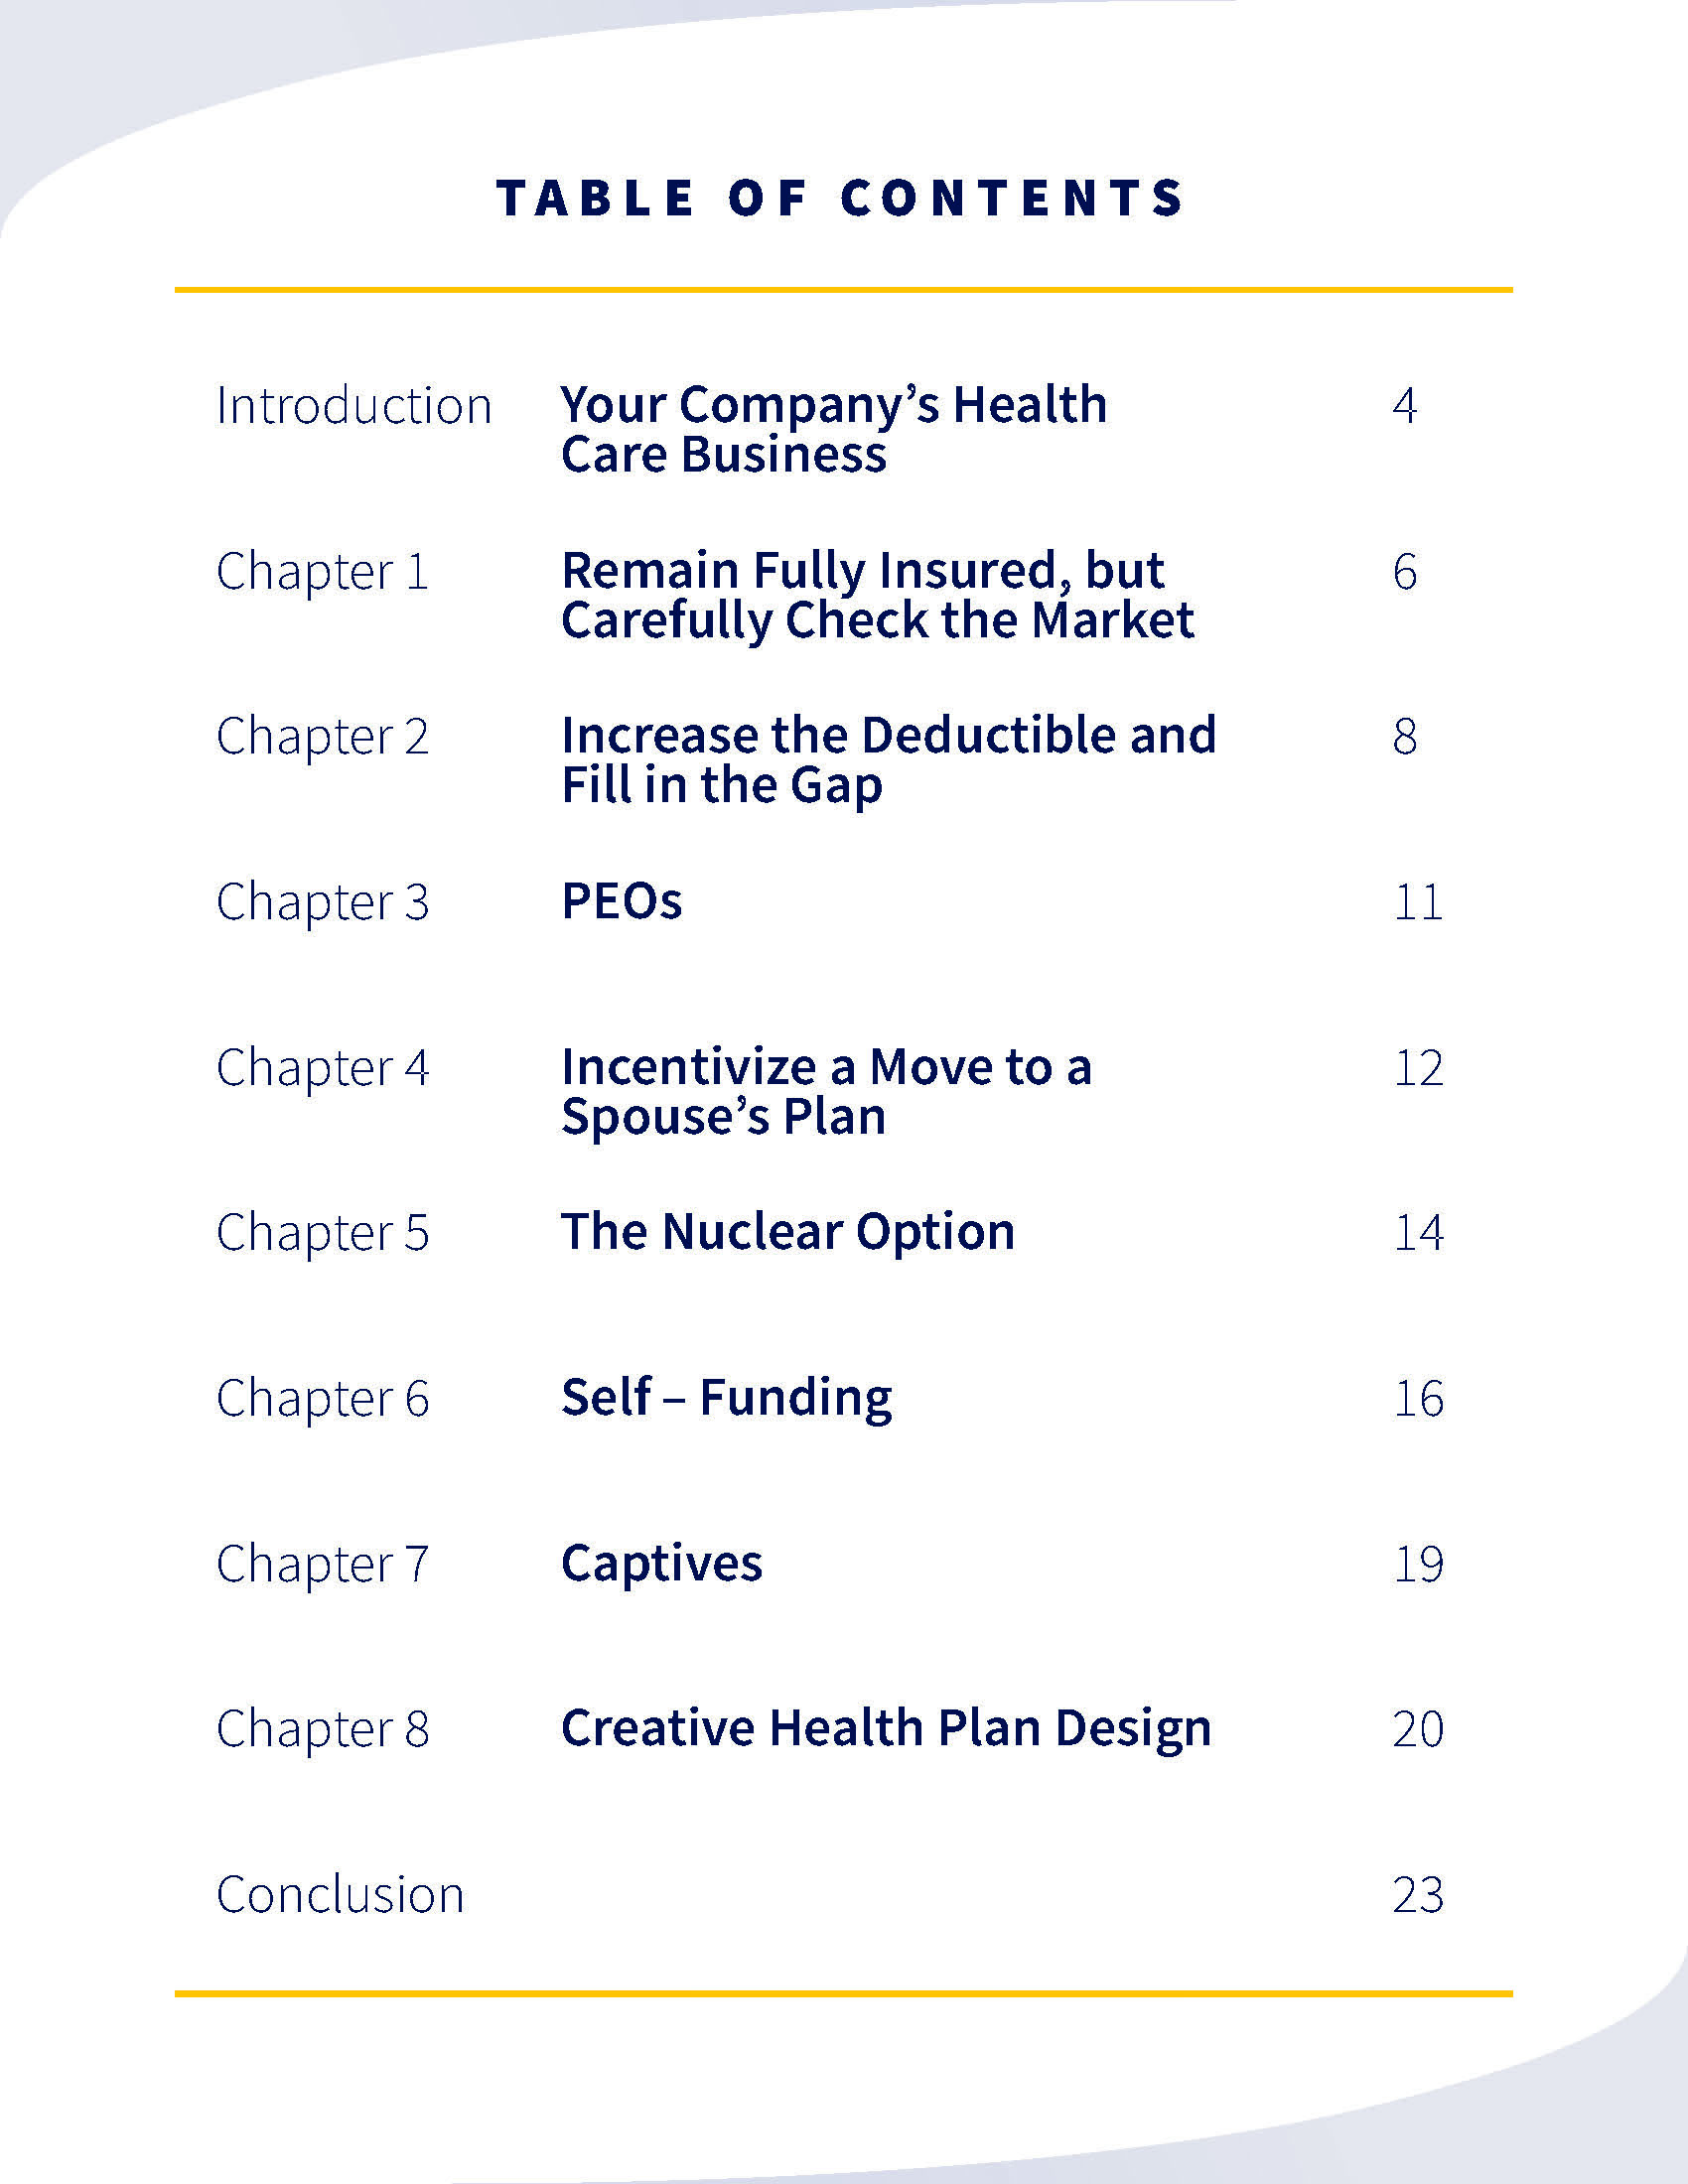 TABLE OF CONTENTS
Introduction Your Company’s Health 4
Care Business
Chapter 1 Remain Fully Insured, but 6
Carefully Check the Market
Chapter 2 Increase the Deductible and 8
Fill in the Gap
Chapter 3 PEOs 11
Chapter 4 Incentivize a Move to a 12
Spouse’s Plan
Chapter 5 The Nuclear Option 14
Chapter 6 Self – Funding 16
Chapter 7 Captives 19
Chapter 8 Creative Health Plan Design 20
Conclusion 23